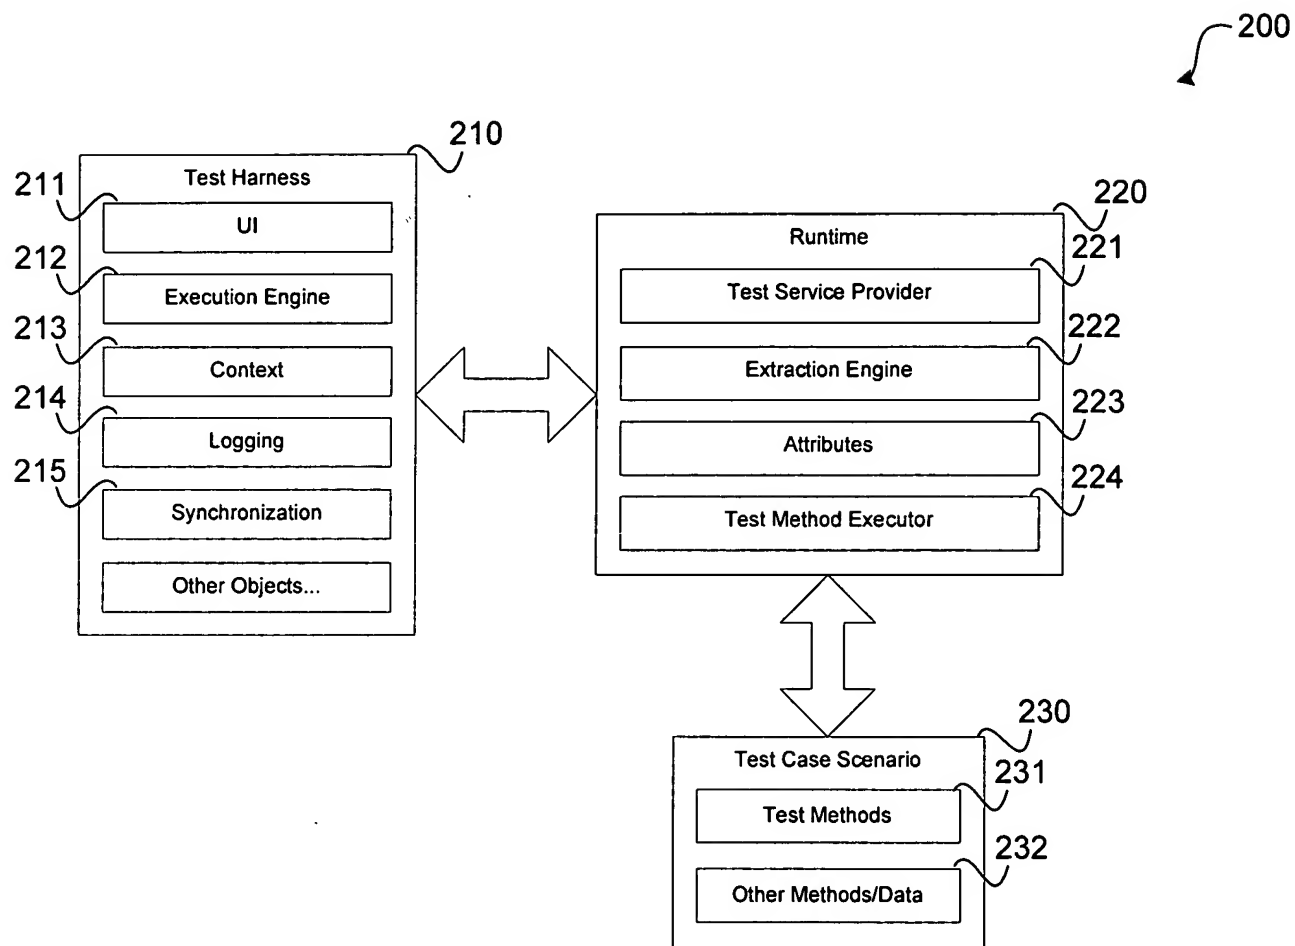 200
210
Test Harness
211
UI
212
Execution Engine
213
Context
214
Logging
215
Synchronization
Other Objects...
220
Runtime
221
Test Service Provider
222
Extraction Engine
223
Attributes
224
Test Method Executor
230
Test Case Scenario
231
Test Methods
232
Other Methods/Data